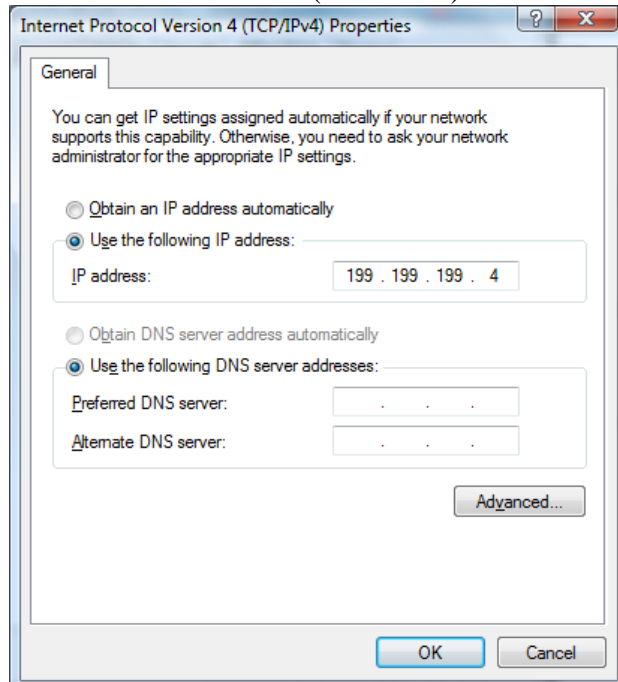 Internet Protocol Version 4 (TCP/IPv4) Properties
General
You can get IP settings assigned automatically if your network
supports this capability. Otherwise, you need to ask your network
administrator for the appropriate IP settings.
Obtain an IP address automatically
Use the following IP address:
IP address: 199 . 199 . 199 . 4
Obtain DNS server address automatically
Use the following DNS server addresses:
Preferred DNS server: . . .
Alternate DNS server: . . .
Advanced...
OK Cancel